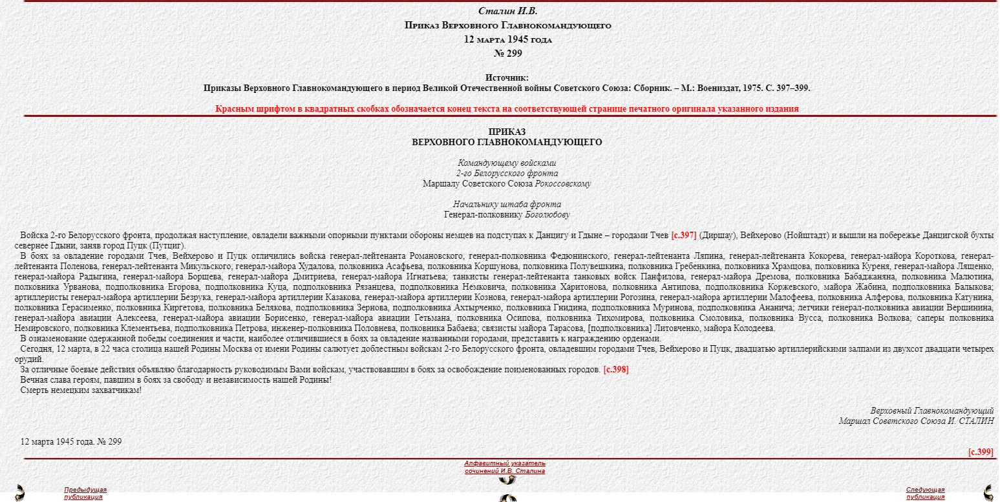 Сталин И.В.
Приказ Верховного Главнокомандующего
12 марта 1945 года
№ 299
Источник:
Приказы Верховного Главнокомандующего в период Великой Отечественной войны Советского Союза: Сборник. – М.: Воениздат, 1975. С. 397–399.
Красным шрифтом в квадратных скобках обозначается конец текста на соответствующей странице печатного оригинала указанного издания
ПРИКАЗ
ВЕРХОВНОГО ГЛАВНОКОМАНДУЮЩЕГО
Командующему войсками
2-го Белорусского фронта
Маршалу Советского Союза Рокоссовскому
Начальнику штаба фронта
Генерал-полковнику Боголюбову
Войска 2-го Белорусского фронта, продолжая наступление, овладели важными опорными пунктами обороны немцев на подступах к Данцигу и Гдыне – городами Тчев [с.397] (Диршау), Вейхерово (Нойштадт) и вышли на побережье Данцигской бухты
севернее Гдыни, заняв город Пуцк (Путциг).
В боях за овладение городами Тчев, Вейхерово и Пуцк отличились войска генерал-лейтенанта Романовского, генерал-полковника Федюнинского, генерал-лейтенанта Ляпина, генерал-лейтенанта Кокорева, генерал-майора Короткова, генерал-
лейтенанта Поленова, генерал-лейтенанта Микульского, генерал-майора Худалова, полковника Асафьева, полковника Коршунова, полковника Полувешкина, полковника Гребенкина, полковника Храмцова, полковника Куреня, генерал-майора Лященко,
генерал-майора Радыгина, генерал-майора Борщева, генерал-майора Дмитриева, генерал-майора Игнатьева; танкисты генерал-лейтенанта танковых войск Панфилова, генерал-майора Дремова, полковника Бабаджаняна, полковника Малютина,
полковника Урванова, подполковника Егорова, подполковника Куца, подполковника Рязанцева, подполковника Немковича, полковника Харитонова, полковника Антипова, подполковника Коржевского, майора Жабина, подполковника Балыкова;
артиллеристы генерал-майора артиллерии Безрука, генерал-майора артиллерии Казакова, генерал-майора артиллерии Кознова, генерал-майора артиллерии Рогозина, генерал-майора артиллерии Малофеева, полковника Алферова, полковника Катунина,
полковника Герасименко, полковника Киргетова, полковника Белякова, подполковника Зернова, подполковника Ахтырченко, полковника Гнидина, подполковника Муринова, подполковника Ананича; летчики генерал-полковника авиации Вершинина,
генерал-майора авиации Алексеева, генерал-майора авиации Борисенко, генерал-майора авиации Гетьмана, полковника Осипова, полковника Тихомирова, полковника Смоловика, полковника Вусса, полковника Волкова; саперы полковника
Немировского, полковника Клементьева, подполковника Петрова, инженер-полковника Половнева, полковника Бабаева; связисты майора Тарасова, [подполковника] Литовченко, майора Колодеева.
В ознаменование одержанной победы соединения и части, наиболее отличившиеся в боях за овладение названными городами, представить к награждению орденами.
Сегодня, 12 марта, в 22 часа столица нашей Родины Москва от имени Родины салютует доблестным войскам 2-го Белорусского фронта, овладевшим городами Тчев, Вейхерово и Пуцк, двадцатью артиллерийскими залпами из двухсот двадцати четырех
орудий.
За отличные боевые действия объявляю благодарность руководимым Вами войскам, участвовавшим в боях за освобождение поименованных городов. [с.398]
Вечная слава героям, павшим в боях за свободу и независимость нашей Родины!
Смерть немецким захватчикам!
Верховный Главнокомандующий
Маршал Советского Союза И. СТАЛИН
12 марта 1945 года. № 299
[с.399]
Алфавитный указатель
сочинений И.В. Сталина
Предыдущая
публикация
Следующая
публикация